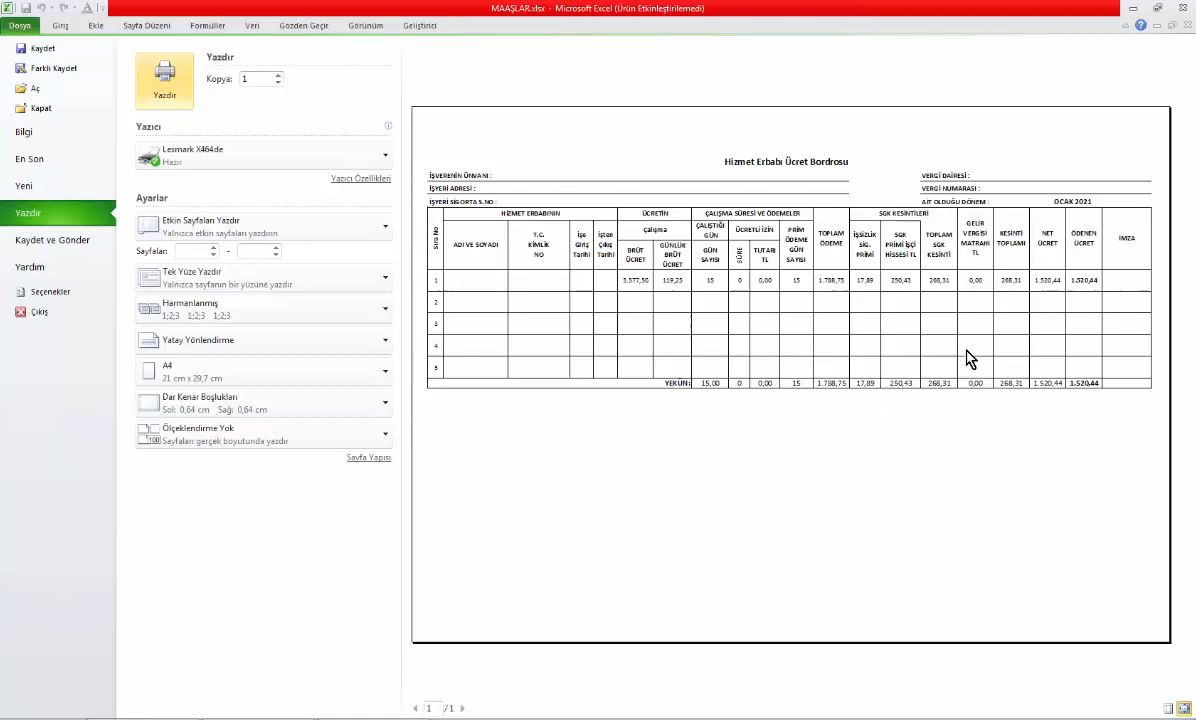 MAAŞLAR.xlsx - Microsoft Excel (Ürün Etkinleştirilemedi)
Dosya Giriş Ekle Sayfa Düzeni Formüller Veri Gözden Geçir Görünüm Geliştirici
Kaydet
Farklı Kaydet
Aç
Kapat
Bilgi
En Son
Yeni
Yazdır
Kaydet ve Gönder
Yardım
Seçenekler
Çıkış
Yazdır
Yazdır
Kopya: 1
Yazıcı
Lexmark X464de
Hazır
Yazıcı Özellikleri
Ayarlar
Etkin Sayfaları Yazdır
Yalnızca etkin sayfaları yazdırın
Sayfalar: -
Tek Yüze Yazdır
Yalnızca sayfanın bir yüzüne yazdır
Harmanlanmış
1;2;3 1;2;3 1;2;3
Yatay Yönlendirme
A4
21 cm x 29,7 cm
Dar Kenar Boşlukları
Sol: 0,64 cm Sağ: 0,64 cm
Ölçeklendirme Yok
Sayfaları gerçek boyutunda yazdır
100
Sayfa Yapısı
Hizmet Erbabı Ücret Bordrosu
İŞVERENİN ÜNVANI : VERGİ DAİRESİ :
İŞYERİ ADRESİ : VERGİ NUMARASI :
İŞYERİ SİGORTA S.NO : AİT OLDUĞU DÖNEM : OCAK 2021
Sıra No
HİZMET ERBABININ
ADI VE SOYADI
T.C.
KİMLİK
NO
İşe
Giriş
Tarihi
İşten
Çıkış
Tarihi
ÜCRETİN
Çalışma
BRÜT
ÜCRET
GÜNLÜK
BRÜT
ÜCRET
ÇALIŞMA SÜRESİ VE ÖDEMELER
ÇALIŞTIĞI
GÜN
GÜN
SAYISI
ÜCRETLİ İZİN
SÜRE
TUTARI
TL
PRİM
ÖDEME
GÜN
SAYISI
TOPLAM
ÖDEME
SGK KESİNTİLERİ
İŞSİZLİK
SİG.
PRİMİ
SGK
PRİMİ İŞÇİ
HİSSESİ TL
TOPLAM
SGK
KESİNTİ
GELİR
VERGİSİ
MATRAHI
TL
KESİNTİ
TOPLAMI
NET
ÜCRET
ÖDENEN
ÜCRET
İMZA
1 3.577,50 119,25 15 0 0,00 15 1.788,75 17,89 250,43 268,31 0,00 268,31 1.520,44 1.520,44
2
3
4
5
YEKÜN: 15,00 0 0,00 15 1.788,75 17,89 250,43 268,31 0,00 268,31 1.520,44 1.520,44
1 /1